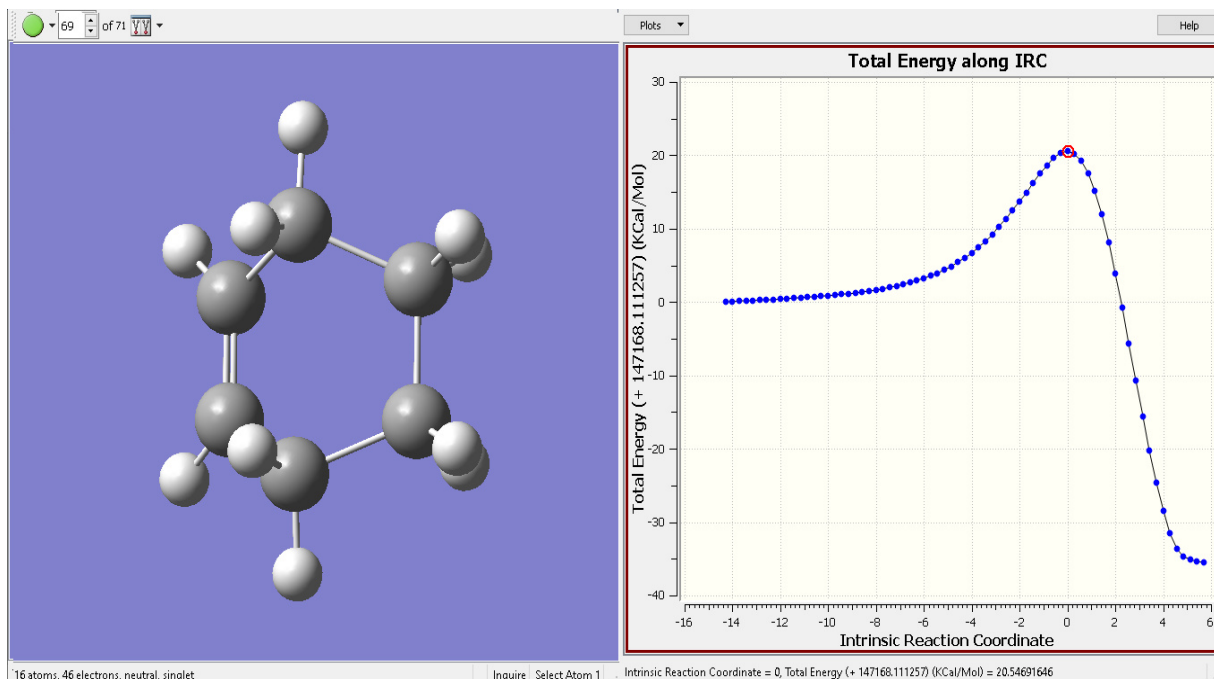 69 of 71
Plots Help
Total Energy along IRC
30
20
10
0
-10
-20
-30
-40
Total Energy (+ 147168.111257) (KCal/Mol)
-16 -14 -12 -10 -8 -6 -4 -2 0 2 4 6
Intrinsic Reaction Coordinate
16 atoms, 46 electrons, neutral, singlet Inquire Select Atom 1
Intrinsic Reaction Coordinate = 0, Total Energy (+ 147168.111257) (KCal/Mol) = 20.54691646